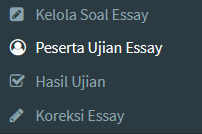 Kelola Soal Essay
Peserta Ujian Essay
Hasil Ujian
Koreksi Essay